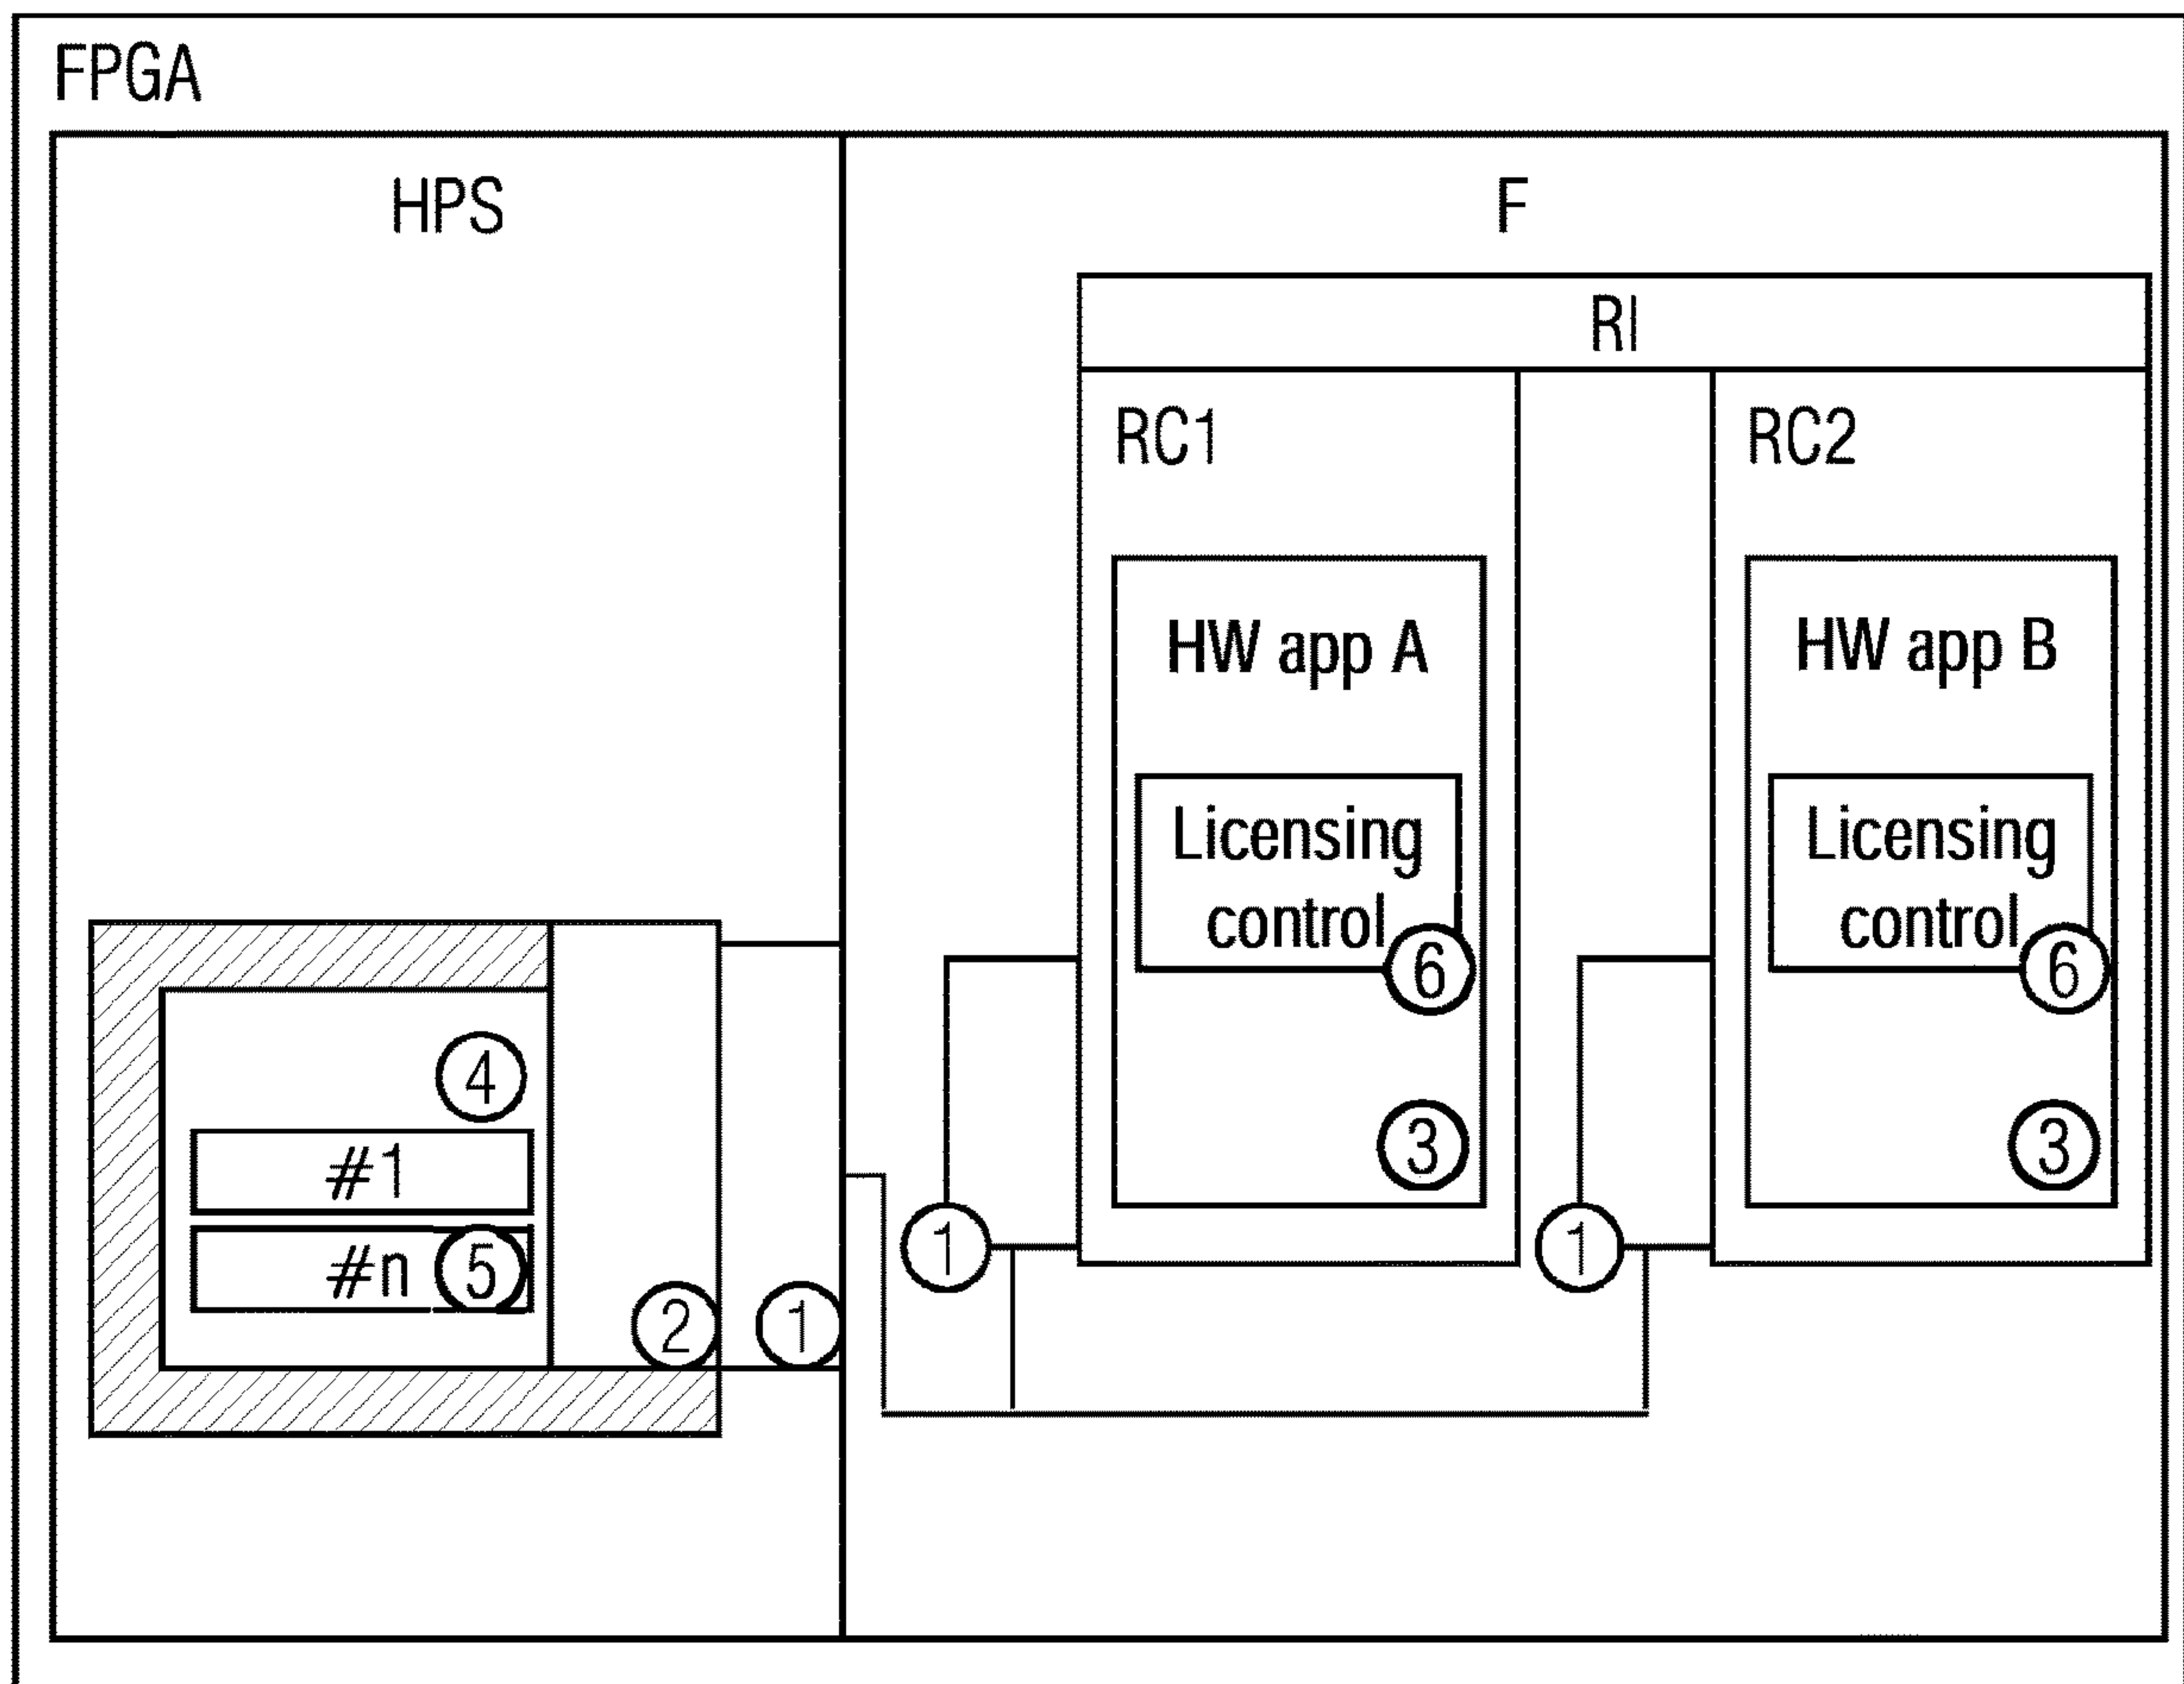 FPGA
HPS
F
RI
RC1
RC2
HW app A
HW app B
Licensing
control
6
Licensing
control
6
4
3
3
#1
#n 5
1
1
2
1